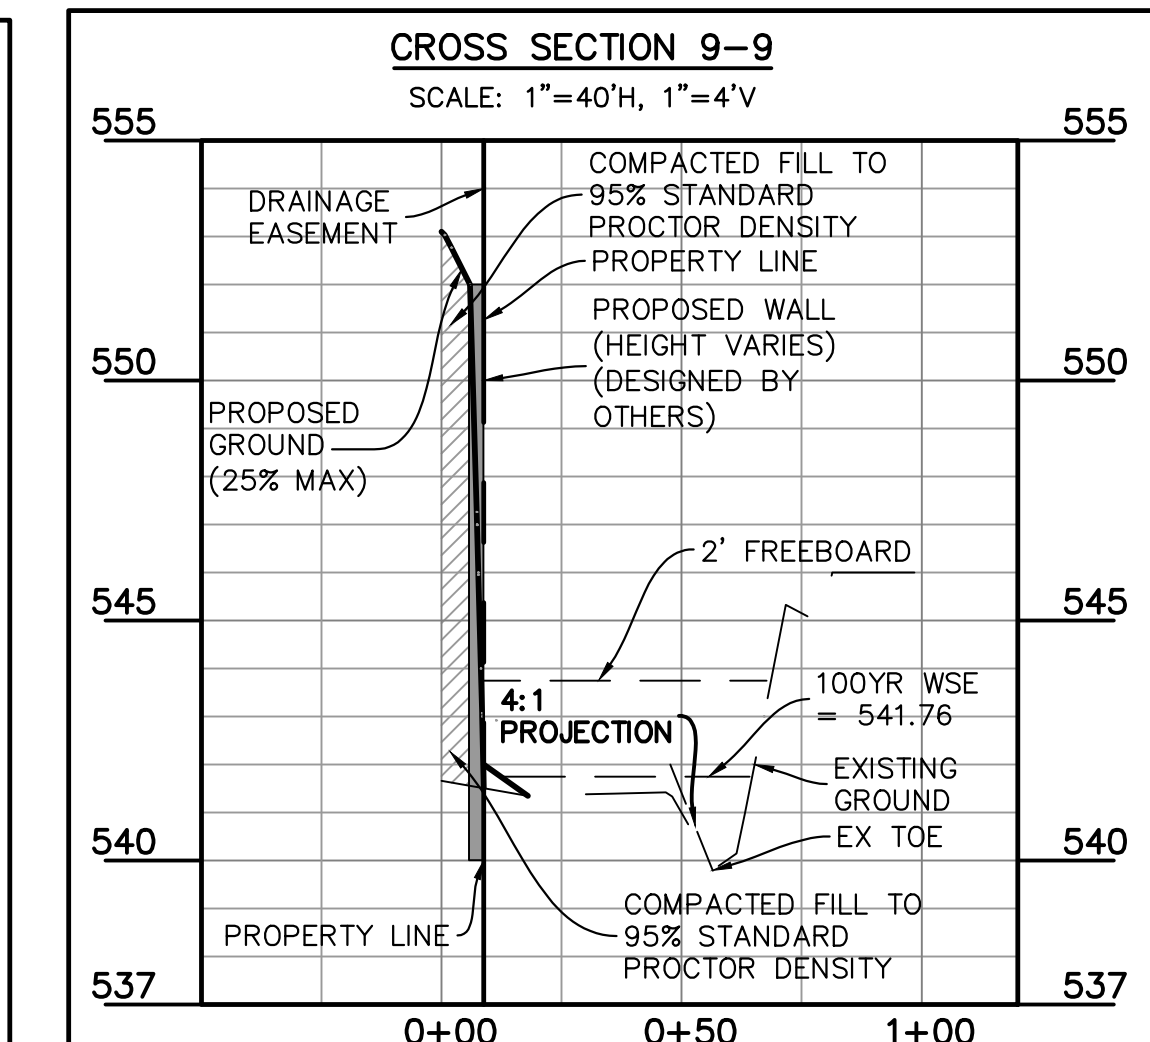 CROSS SECTION 9-9
SCALE: 1"=40'H, 1"=4'V
555
555
DRAINAGE
EASEMENT
COMPACTED FILL TO
95% STANDARD
PROCTOR DENSITY
PROPERTY LINE
PROPOSED WALL
(HEIGHT VARIES)
(DESIGNED BY
OTHERS)
550
550
PROPOSED
GROUND
(25% MAX)
2' FREEBOARD
545
545
4:1
PROJECTION
100YR WSE
= 541.76
EXISTING
GROUND
EX TOE
540
540
COMPACTED FILL TO
95% STANDARD
PROCTOR DENSITY
PROPERTY LINE
537
537
0+00
0+50
1+00